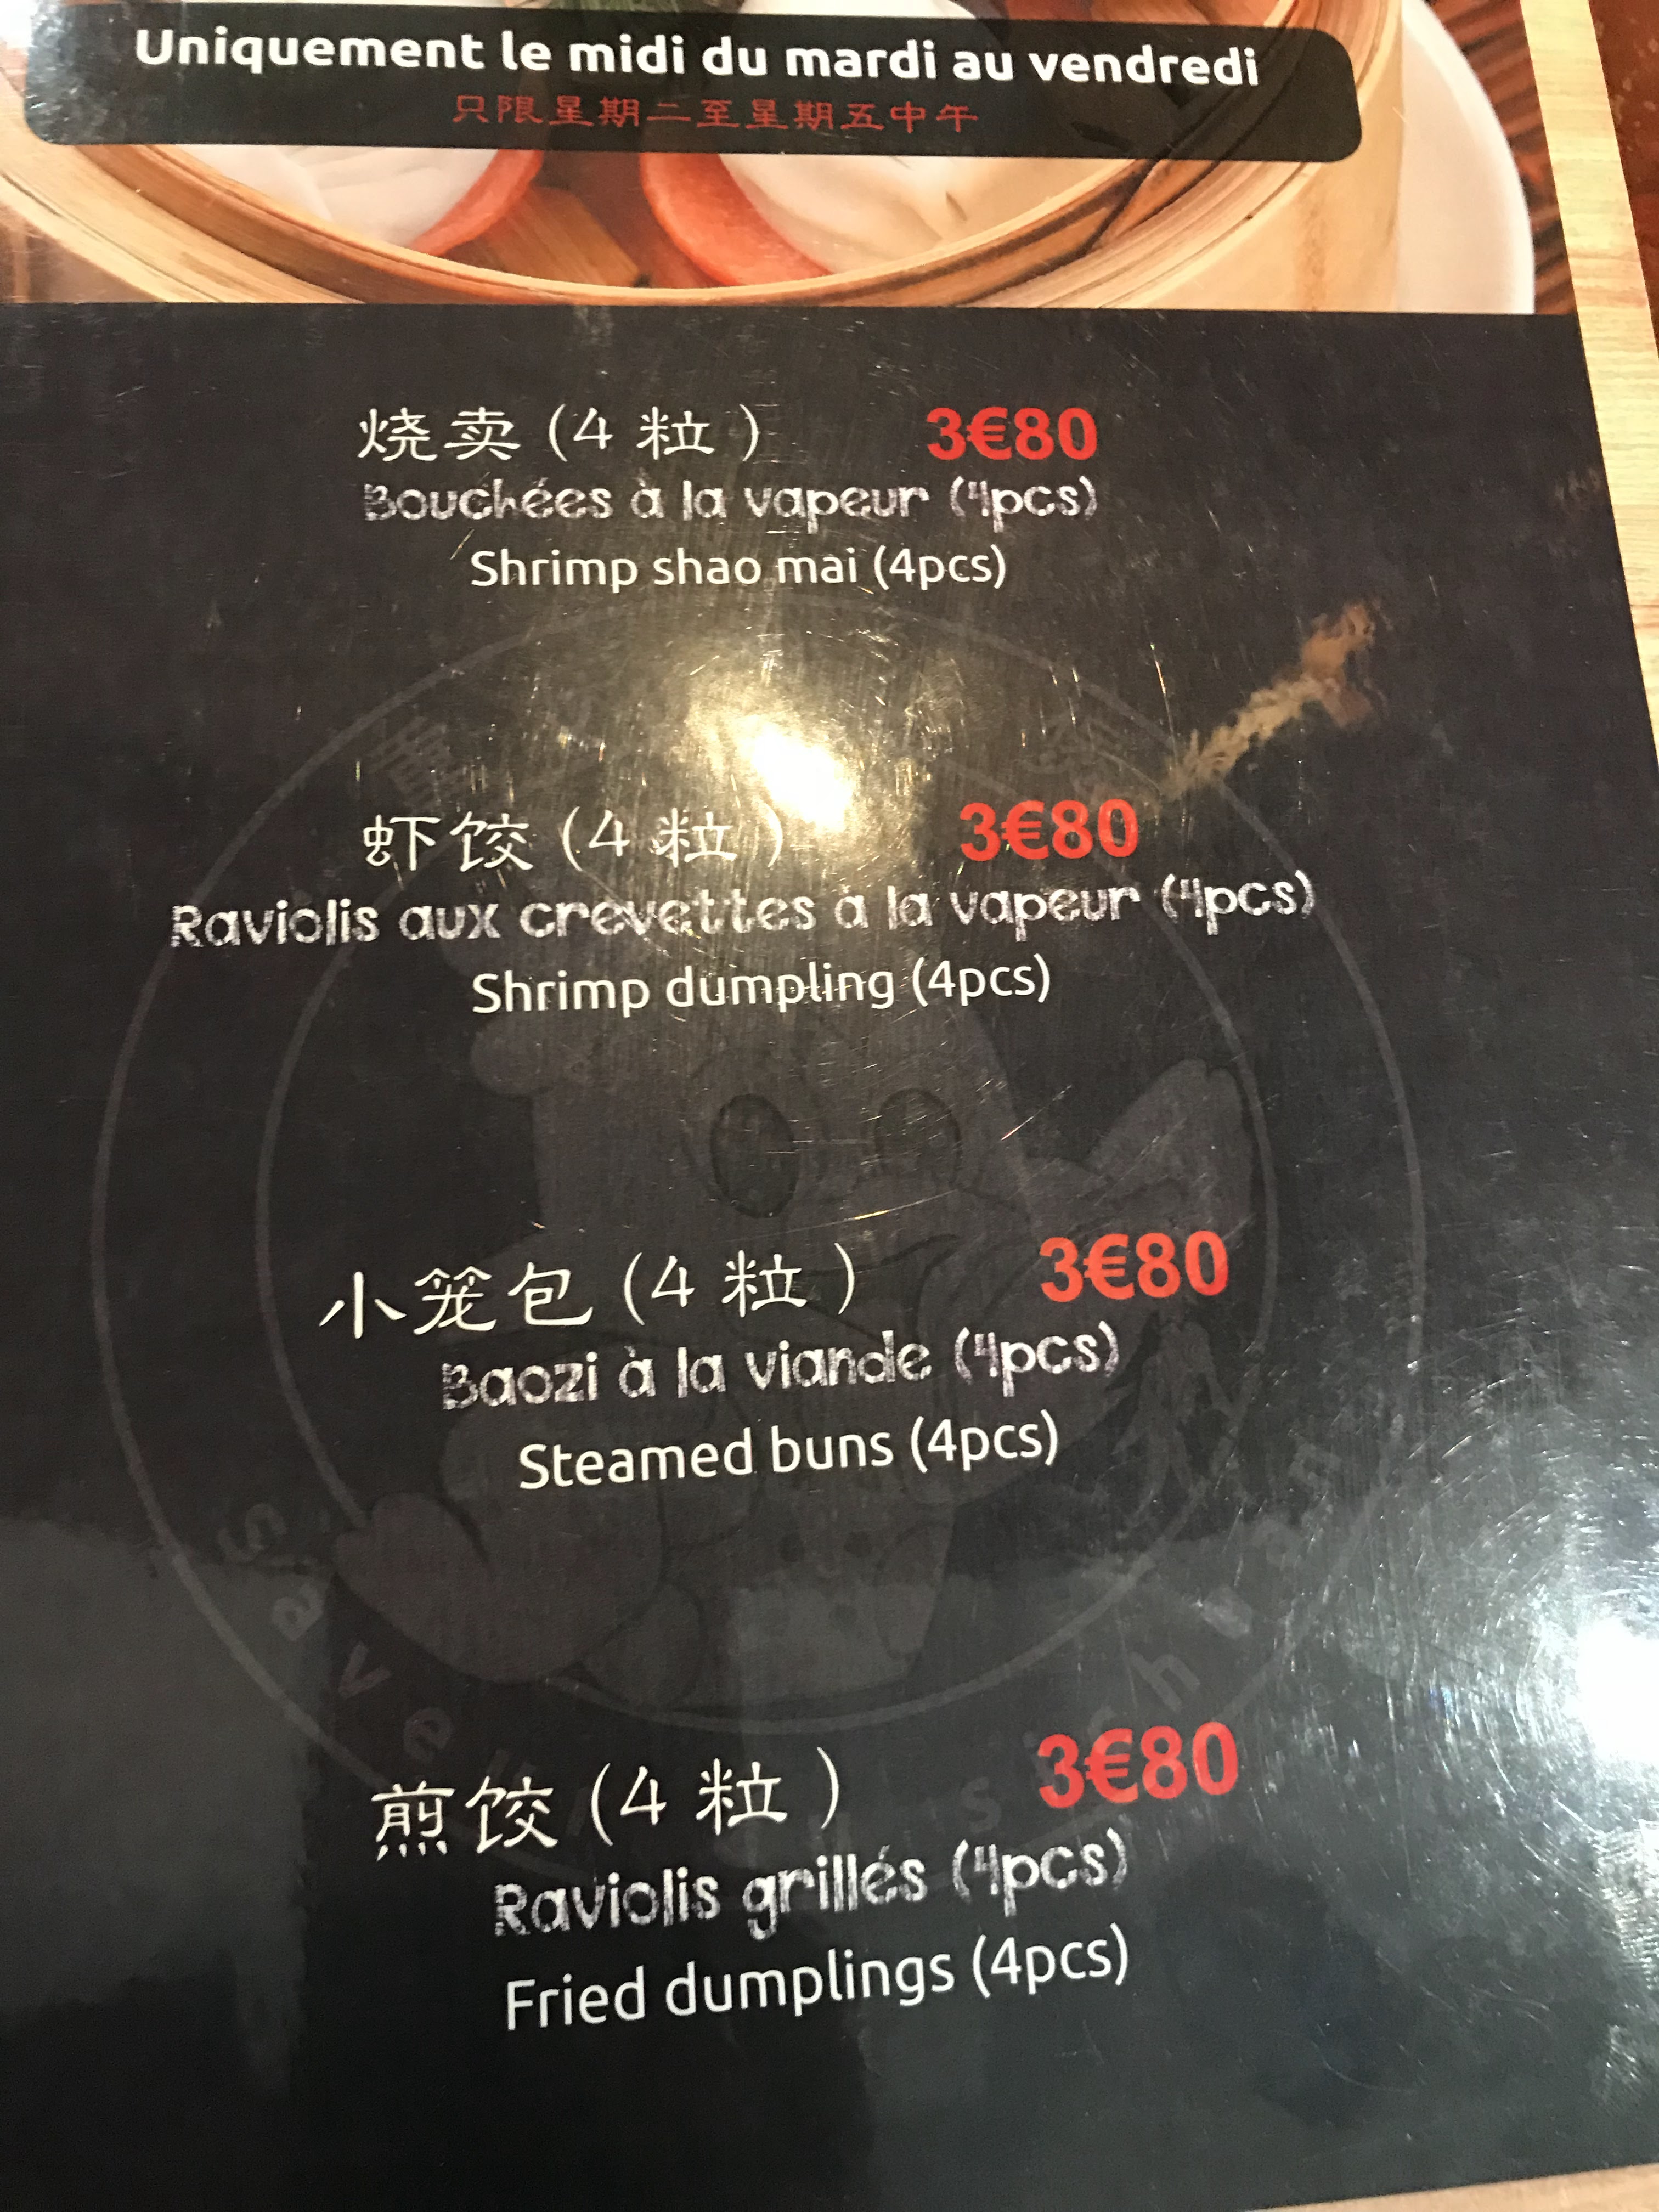 Uniquement le midi du mardi au vendredi
只限星期二至星期五中午
烧卖 (4 粒) 3€80
Bouchées à la vapeur (4pcs)
Shrimp shao mai (4pcs)
虾饺 (4 粒) 3€80
Raviolis aux crevettes à la vapeur (4pcs)
Shrimp dumpling (4pcs)
小笼包 (4 粒) 3€80
Baozi à la viande (4pcs)
Steamed buns (4pcs)
煎饺 (4 粒) 3€80
Raviolis grillés (4pcs)
Fried dumplings (4pcs)